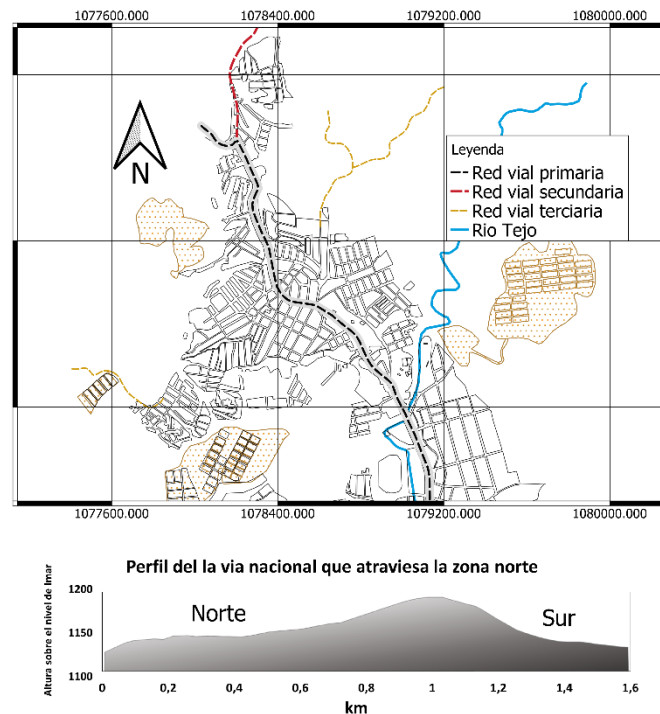 1077600.000 1078400.000 1079200.000 1080000.000
N
Leyenda
Red vial primaria
Red vial secundaria
Red vial terciaria
Rio Tejo
1077600.000 1078400.000 1079200.000 1080000.000
Perfil del la via nacional que atraviesa la zona norte
Altura sobre el nivel de lmar
1200
1150
1100
Norte
Sur
0 0,2 0,4 0,6 0,8 1 1,2 1,4 1,6
km